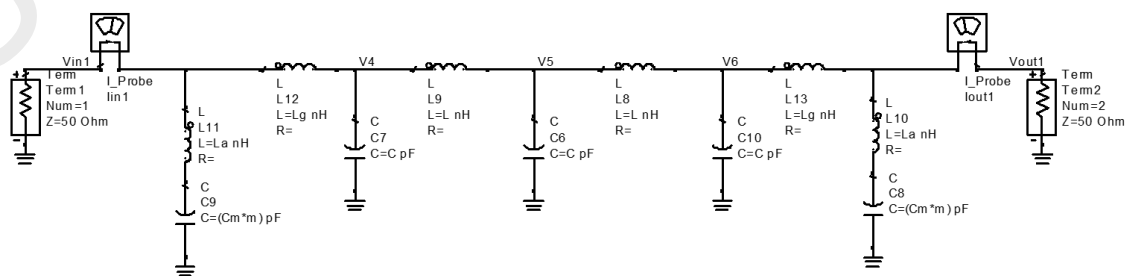 Vin1
Term
Term1
Num=1
Z=50 Ohm
I_Probe
Iin1
L
L11
L=La nH
R=
C
C9
C=(Cm*m) pF
L
L12
L=Lg nH
R=
V4
C
C7
C=C pF
L
L9
L=L nH
R=
V5
C
C6
C=C pF
L
L8
L=L nH
R=
V6
C
C10
C=C pF
L
L13
L=Lg nH
R=
L
L10
L=La nH
R=
C
C8
C=(Cm*m) pF
I_Probe
Iout1
Vout1
Term
Term2
Num=2
Z=50 Ohm